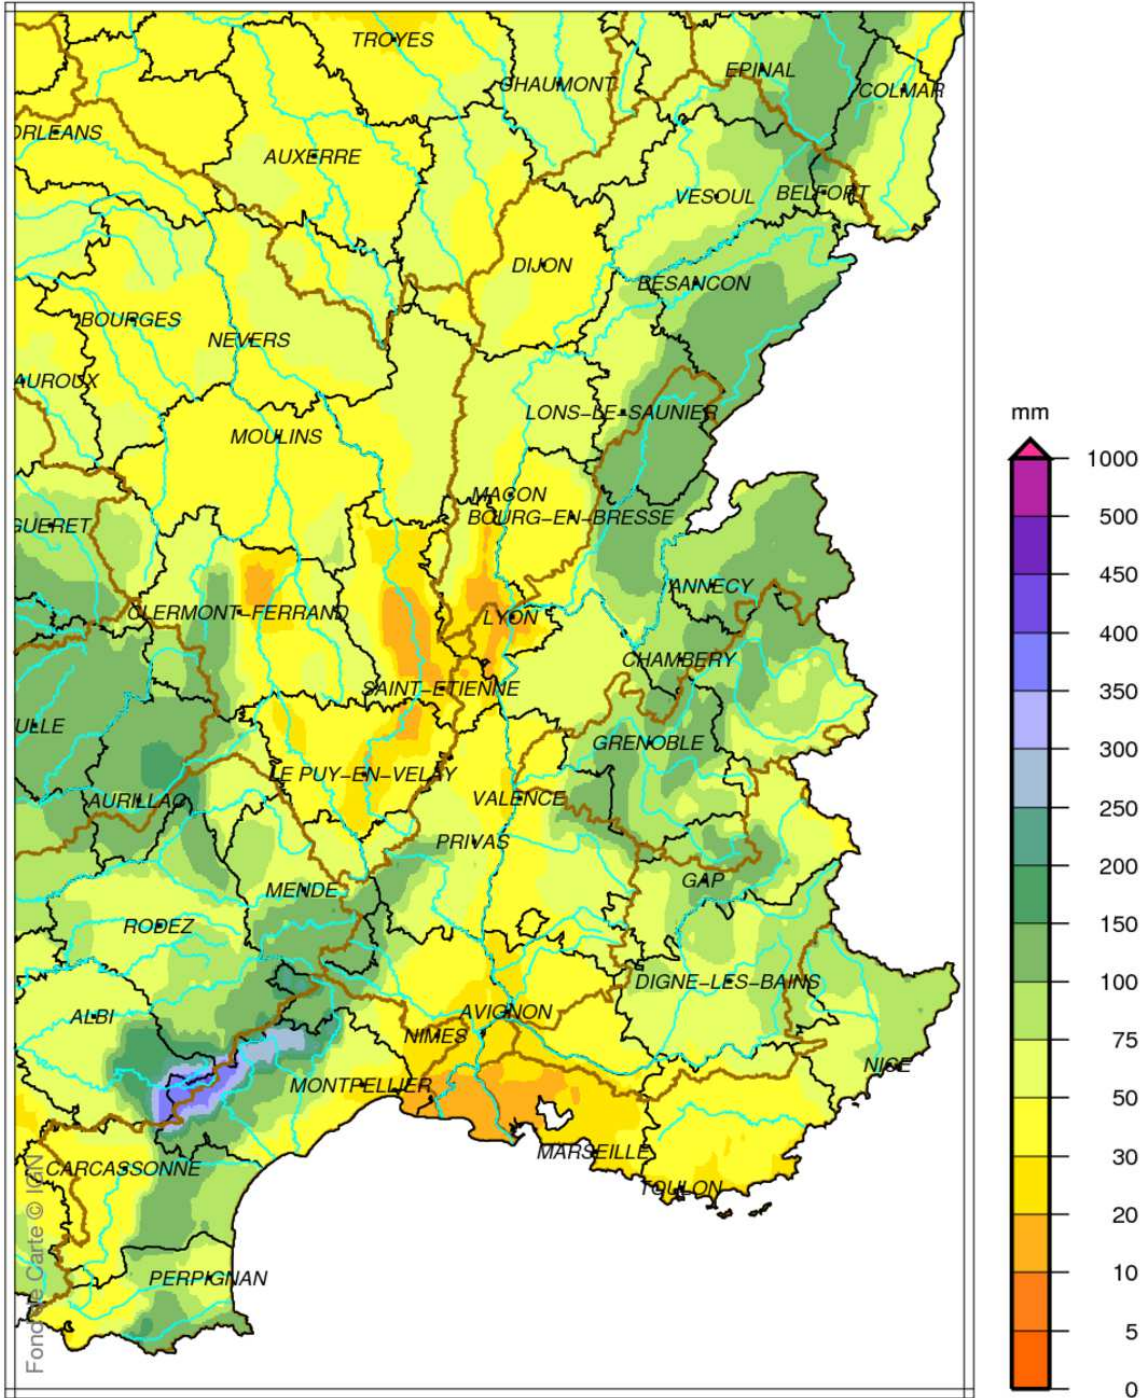 TROYES
EPINAL
CHAUMONT
COLMAR
ORLEANS
AUXERRE
VESOUL
BELFORT
DIJON
BESANCON
BOURGES
NEVERS
AUROUX
LONS-LE-SAUNIER
MOULINS
mm
1000
MACON
BOURG-EN-BRESSE
500
GUERET
450
ANNECY
CLERMONT-FERRAND
LYON
400
CHAMBERY
SAINT-ETIENNE
350
ULLE
GRENOBLE
300
LE PUY-EN-VELAY
AURILLAC
VALENCE
250
PRIVAS
200
MENDE
GAP
150
RODEZ
DIGNE-LES-BAINS
100
ALBI
AVIGNON
NIMES
75
NICE
MONTPELLIER
50
MARSEILLE
30
CARCASSONNE
TOULON
20
PERPIGNAN
10
5
0
Fond de Carte © IGN